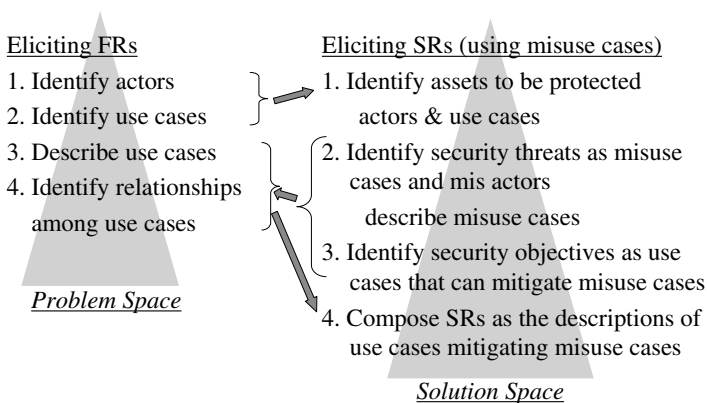 Eliciting FRs
1. Identify actors
2. Identify use cases
3. Describe use cases
4. Identify relationships
among use cases
Problem Space
Eliciting SRs (using misuse cases)
1. Identify assets to be protected
actors & use cases
2. Identify security threats as misuse
cases and mis actors
describe misuse cases
3. Identify security objectives as use
cases that can mitigate misuse cases
4. Compose SRs as the descriptions of
use cases mitigating misuse cases
Solution Space